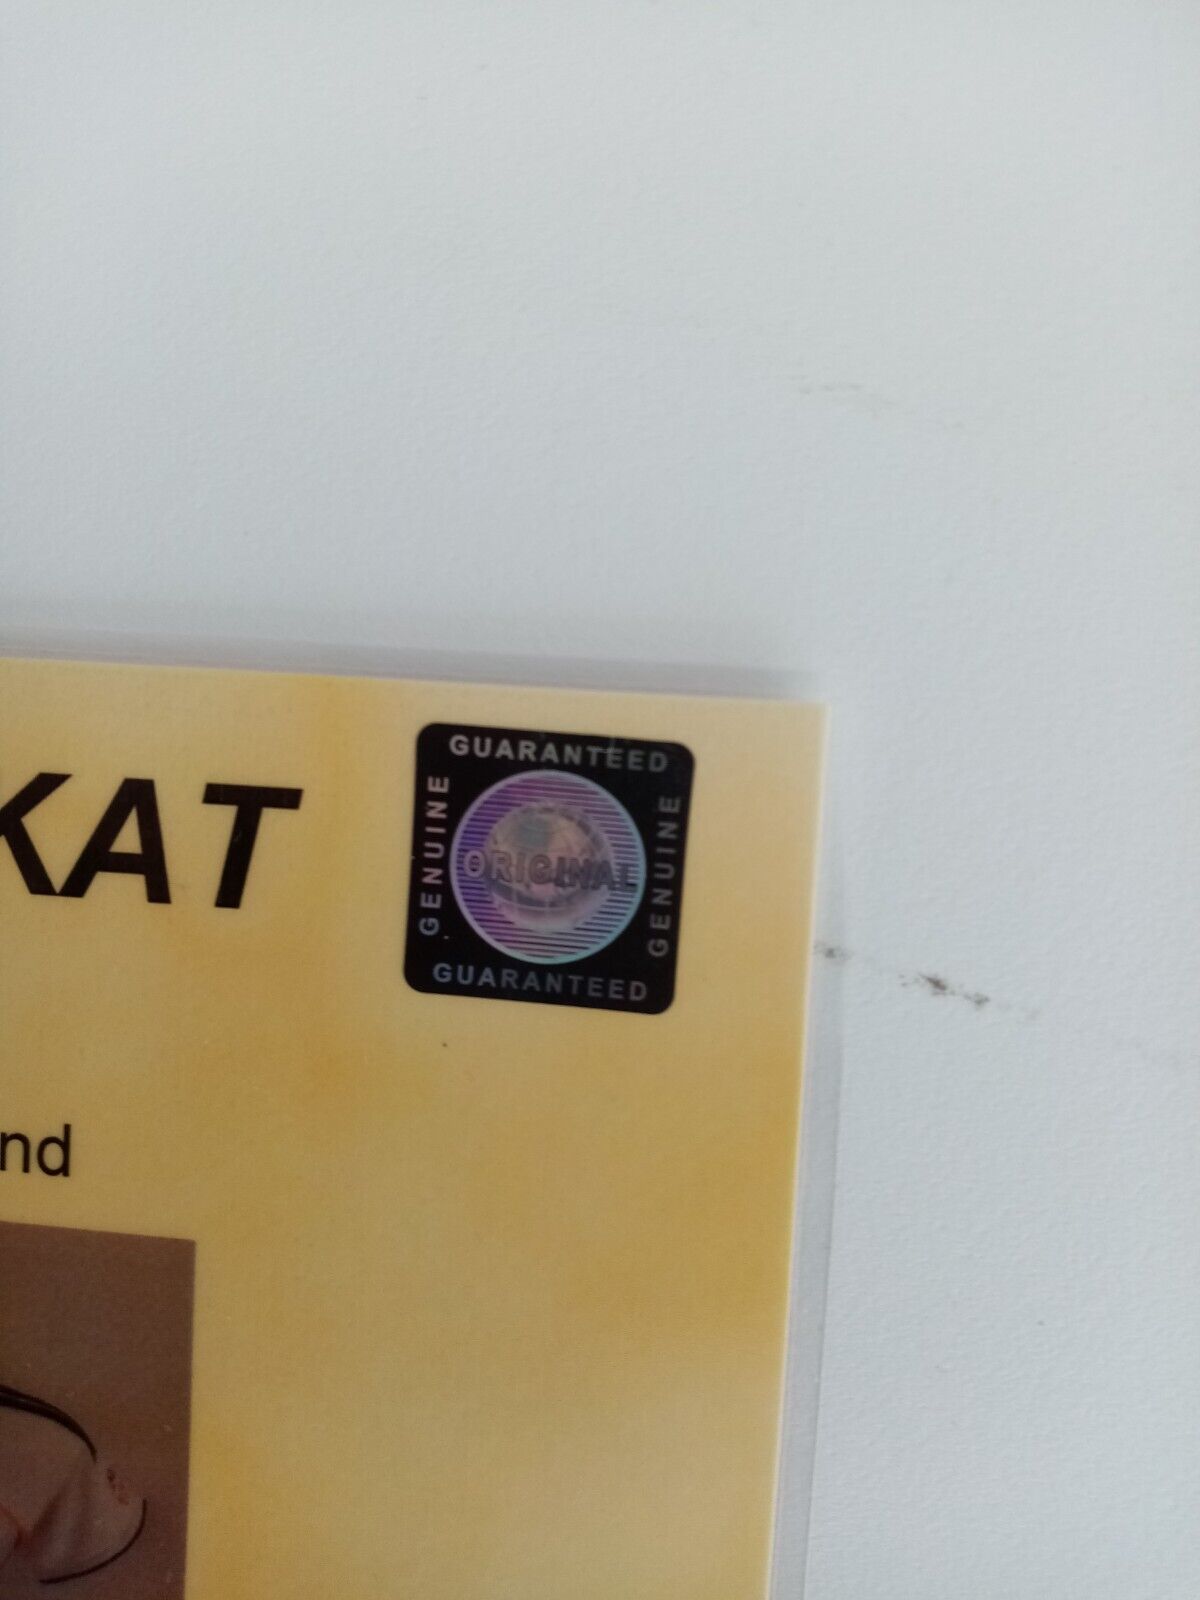 KAT
GUARANTEED
GENUINE
ORIGINAL
GENUINE
GUARANTEED
nd